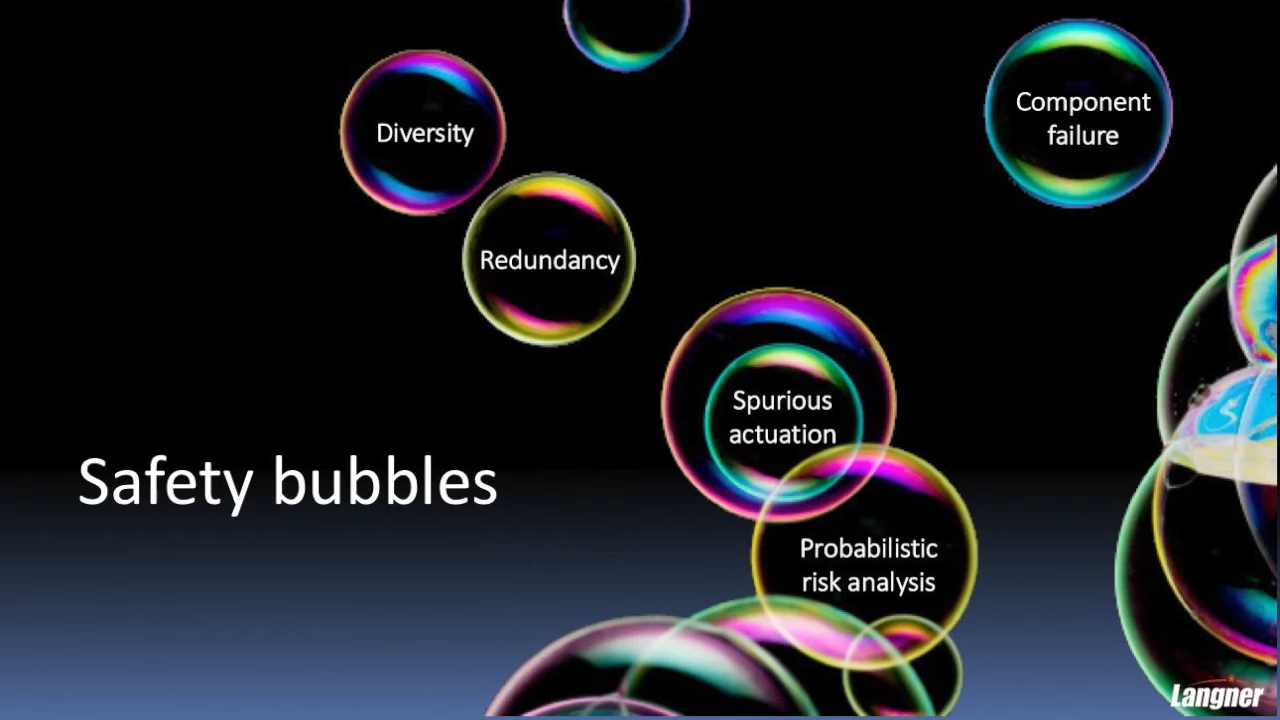 Diversity
Component
failure
Redundancy
Spurious
actuation
Safety bubbles
Probabilistic
risk analysis
Langner